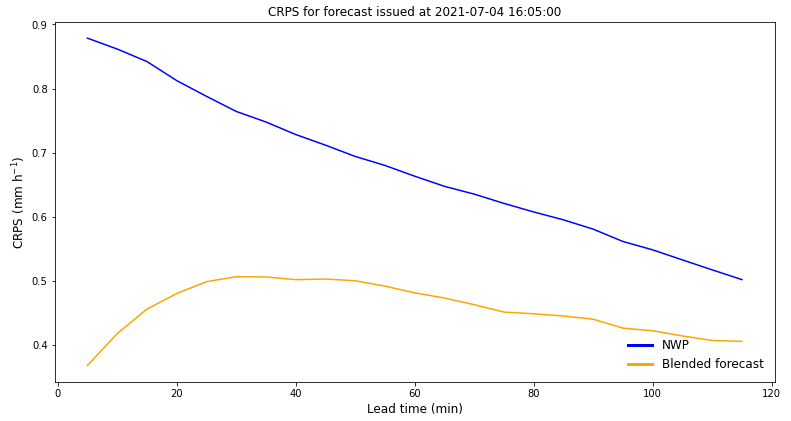 CRPS for forecast issued at 2021-07-04 16:05:00
0.9
0.8
0.7
0.6
0.5
0.4
CRPS (mm h⁻¹)
NWP
Blended forecast
0 20 40 60 80 100 120
Lead time (min)